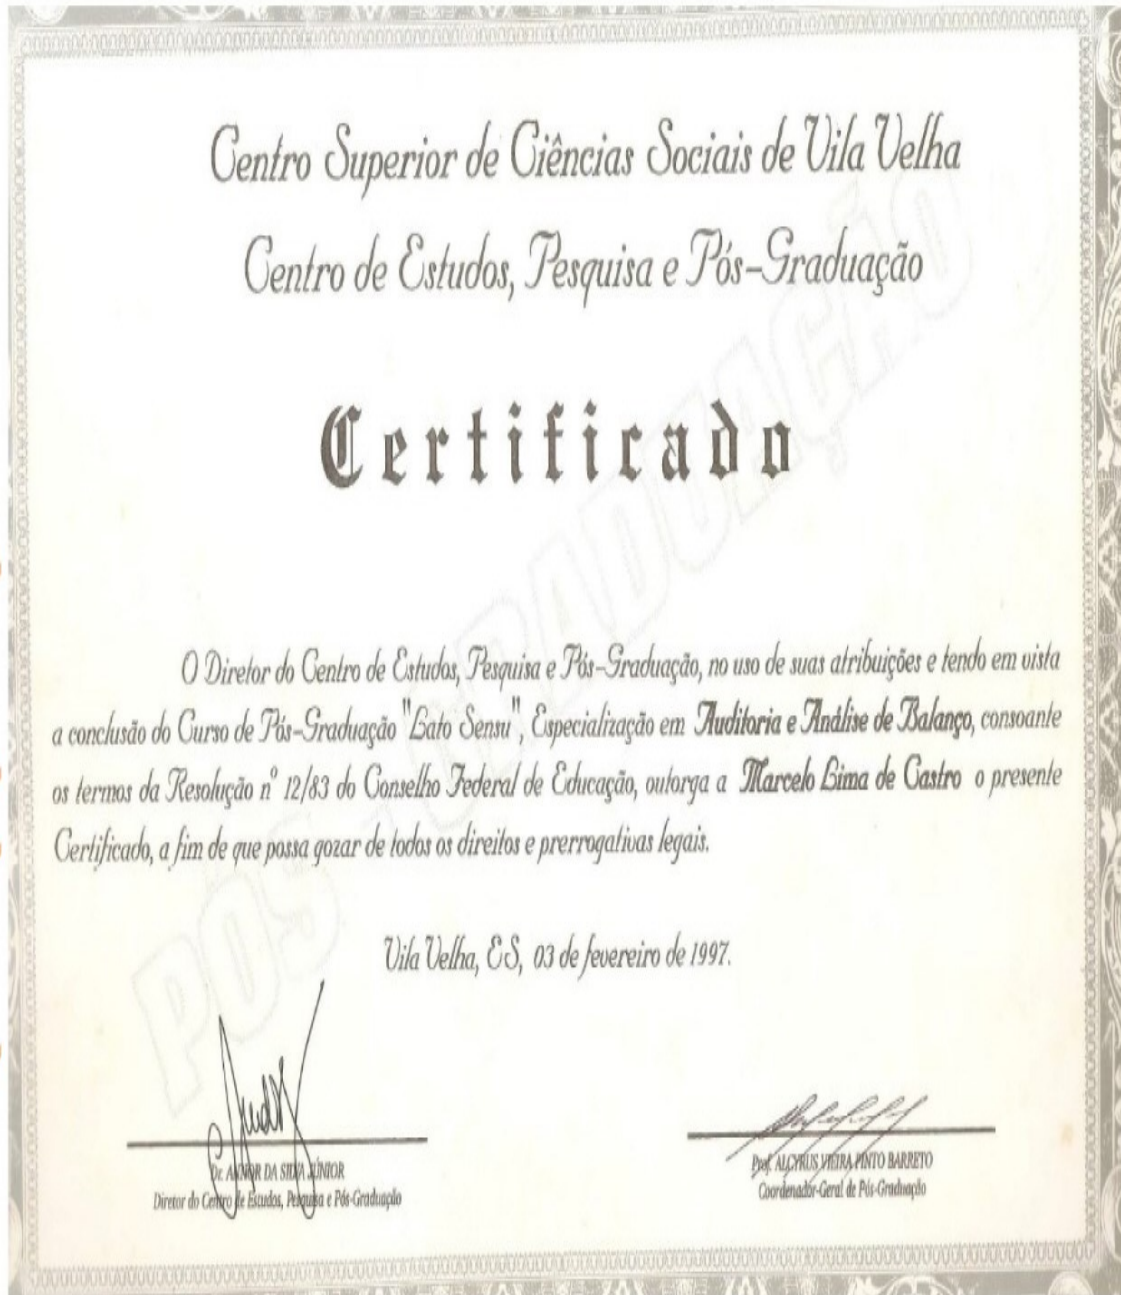 Centro Superior de Ciências Sociais de Vila Velha
Centro de Estudos, Pesquisa e Pós-Graduação
Certificado
O Diretor do Centro de Estudos, Pesquisa e Pós-Graduação, no uso de suas atribuições e tendo em vista
a conclusão do Curso de Pós-Graduação "Lato Sensu", Especialização em Auditoria e Análise de Balanço, consoante
os termos da Resolução nº 12/83 do Conselho Federal de Educação, outorga a Marcelo Lima de Castro o presente
Certificado, a fim de que possa gozar de todos os direitos e prerrogativas legais.
Vila Velha, ES, 03 de fevereiro de 1997.
Dr. DA SILVA JÚNIOR
Diretor do Centro de Estudos, Pesquisa e Pós-Graduação
Prof. ALCYRUS VIEIRA PINTO BARRETO
Coordenador-Geral de Pós-Graduação
PÓS-GRADUAÇÃO